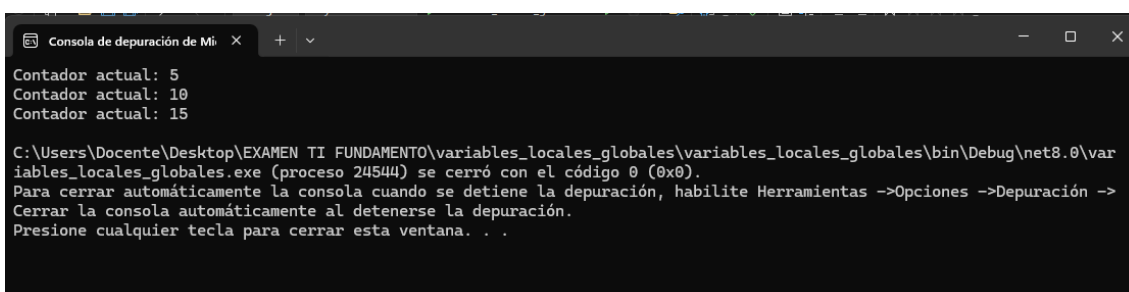 Consola de depuración de Mi
Contador actual: 5
Contador actual: 10
Contador actual: 15
C:\Users\Docente\Desktop\EXAMEN TI FUNDAMENTO\variables_locales_globales\variables_locales_globales\bin\Debug\net8.0\var
iables_locales_globales.exe (proceso 24544) se cerró con el código 0 (0x0).
Para cerrar automáticamente la consola cuando se detiene la depuración, habilite Herramientas ->Opciones ->Depuración ->
Cerrar la consola automáticamente al detenerse la depuración.
Presione cualquier tecla para cerrar esta ventana. . .